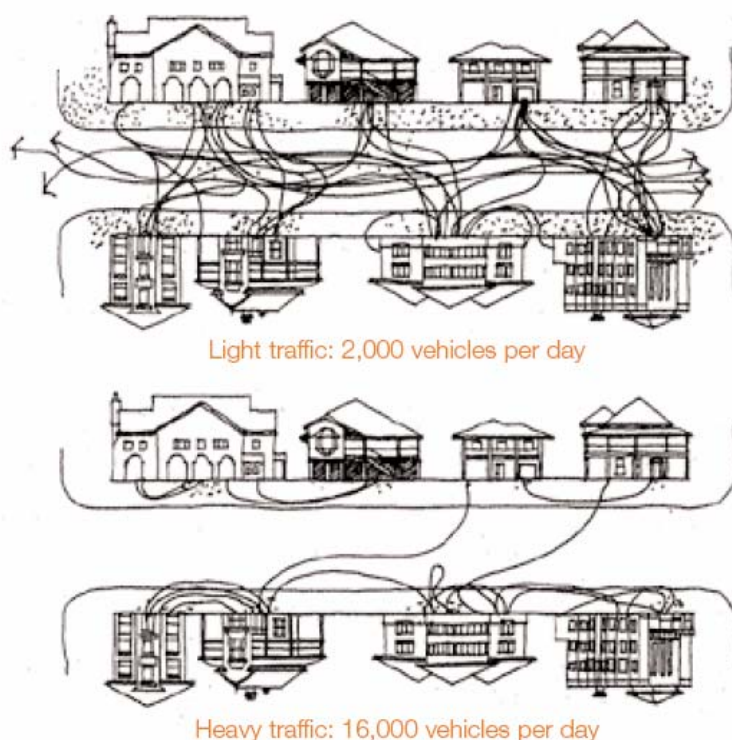 Light traffic: 2,000 vehicles per day
Heavy traffic: 16,000 vehicles per day